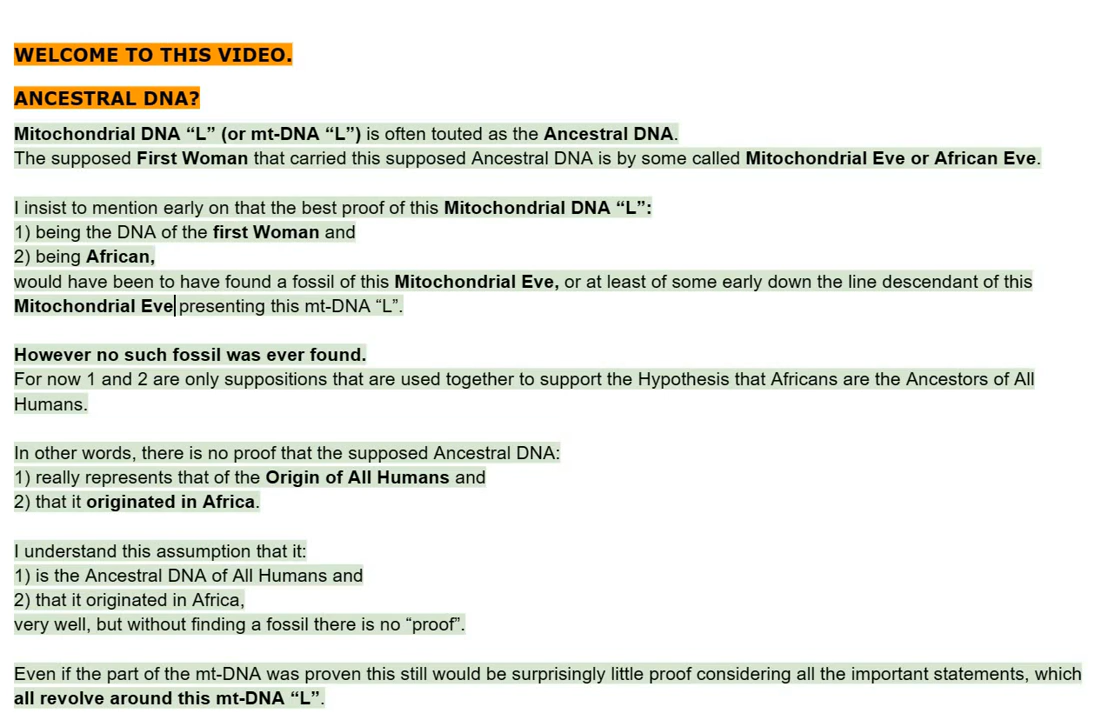 WELCOME TO THIS VIDEO.
ANCESTRAL DNA?
Mitochondrial DNA “L” (or mt-DNA “L”) is often touted as the Ancestral DNA.
The supposed First Woman that carried this supposed Ancestral DNA is by some called Mitochondrial Eve or African Eve.
I insist to mention early on that the best proof of this Mitochondrial DNA “L”:
1) being the DNA of the first Woman and
2) being African,
would have been to have found a fossil of this Mitochondrial Eve, or at least of some early down the line descendant of this
Mitochondrial Eve presenting this mt-DNA “L”.
However no such fossil was ever found.
For now 1 and 2 are only suppositions that are used together to support the Hypothesis that Africans are the Ancestors of All
Humans.
In other words, there is no proof that the supposed Ancestral DNA:
1) really represents that of the Origin of All Humans and
2) that it originated in Africa.
I understand this assumption that it:
1) is the Ancestral DNA of All Humans and
2) that it originated in Africa,
very well, but without finding a fossil there is no “proof”.
Even if the part of the mt-DNA was proven this still would be surprisingly little proof considering all the important statements, which
all revolve around this mt-DNA “L”.